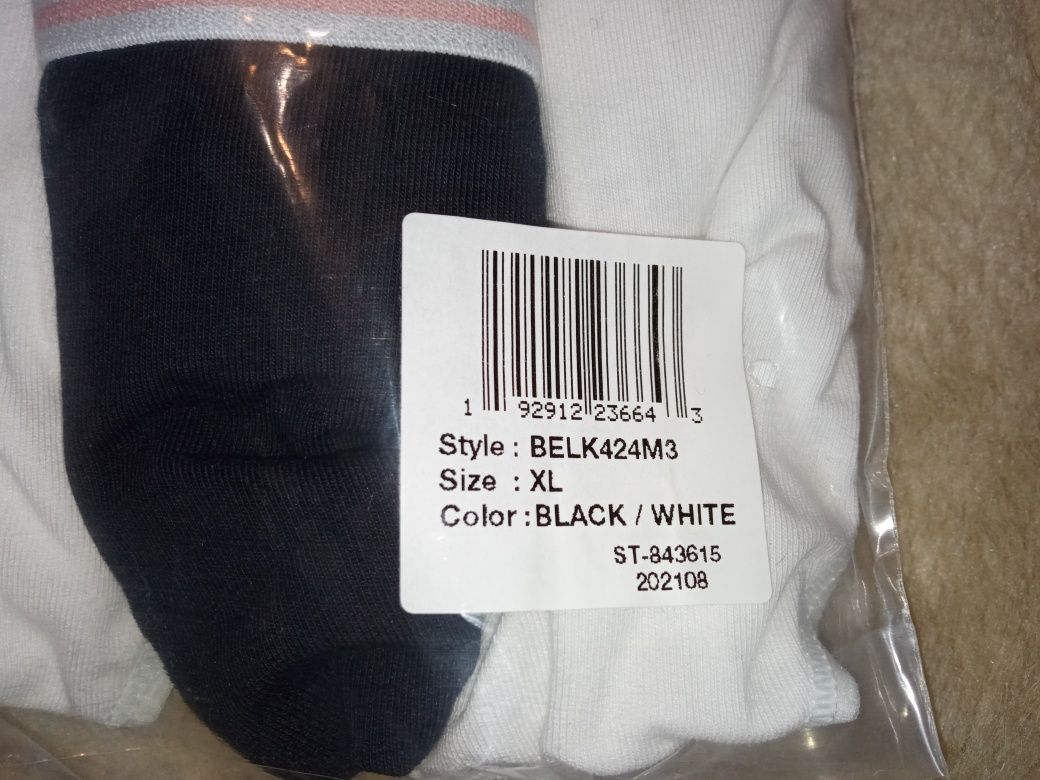 1 92912 23664 3
Style : BELK424M3
Size : XL
Color : BLACK / WHITE
ST-843615
202108